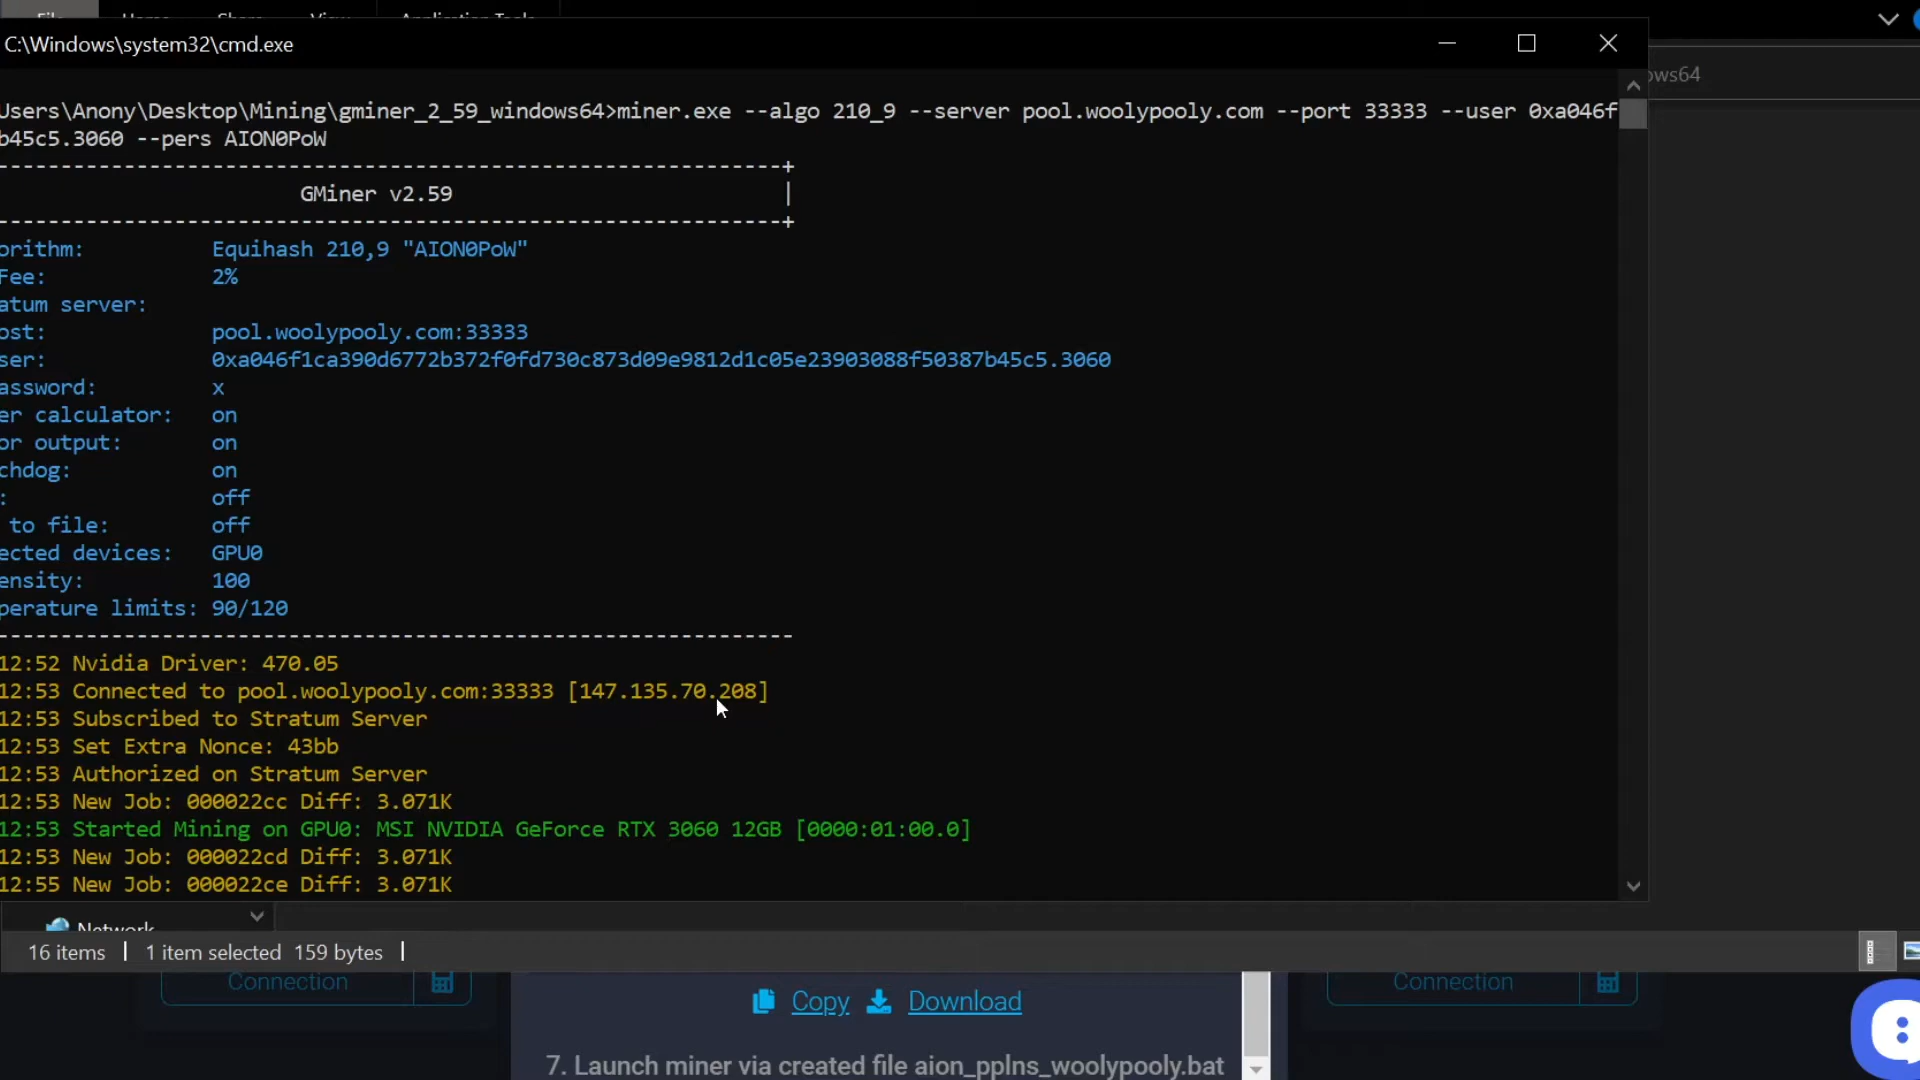 File Home Share View Application Tools
C:\Windows\system32\cmd.exe
ows64
Users\Anony\Desktop\Mining\gminer_2_59_windows64>miner.exe --algo 210_9 --server pool.woolypooly.com --port 33333 --user 0xa046f
b45c5.3060 --pers AION0PoW
---------------------------------------------------------------+
GMiner v2.59 |
---------------------------------------------------------------+
orithm: Equihash 210,9 "AION0PoW"
Fee: 2%
atum server:
ost: pool.woolypooly.com:33333
ser: 0xa046f1ca390d6772b372f0fd730c873d09e9812d1c05e23903088f50387b45c5.3060
assword: x
er calculator: on
or output: on
chdog: on
: off
to file: off
ected devices: GPU0
ensity: 100
perature limits: 90/120
---------------------------------------------------------------
12:52 Nvidia Driver: 470.05
12:53 Connected to pool.woolypooly.com:33333 [147.135.70.208]
12:53 Subscribed to Stratum Server
12:53 Set Extra Nonce: 43bb
12:53 Authorized on Stratum Server
12:53 New Job: 000022cc Diff: 3.071K
12:53 Started Mining on GPU0: MSI NVIDIA GeForce RTX 3060 12GB [0000:01:00.0]
12:53 New Job: 000022cd Diff: 3.071K
12:55 New Job: 000022ce Diff: 3.071K
Network
16 items | 1 item selected 159 bytes |
Connection Connection
Copy Download
7. Launch miner via created file aion_pplns_woolypooly.bat